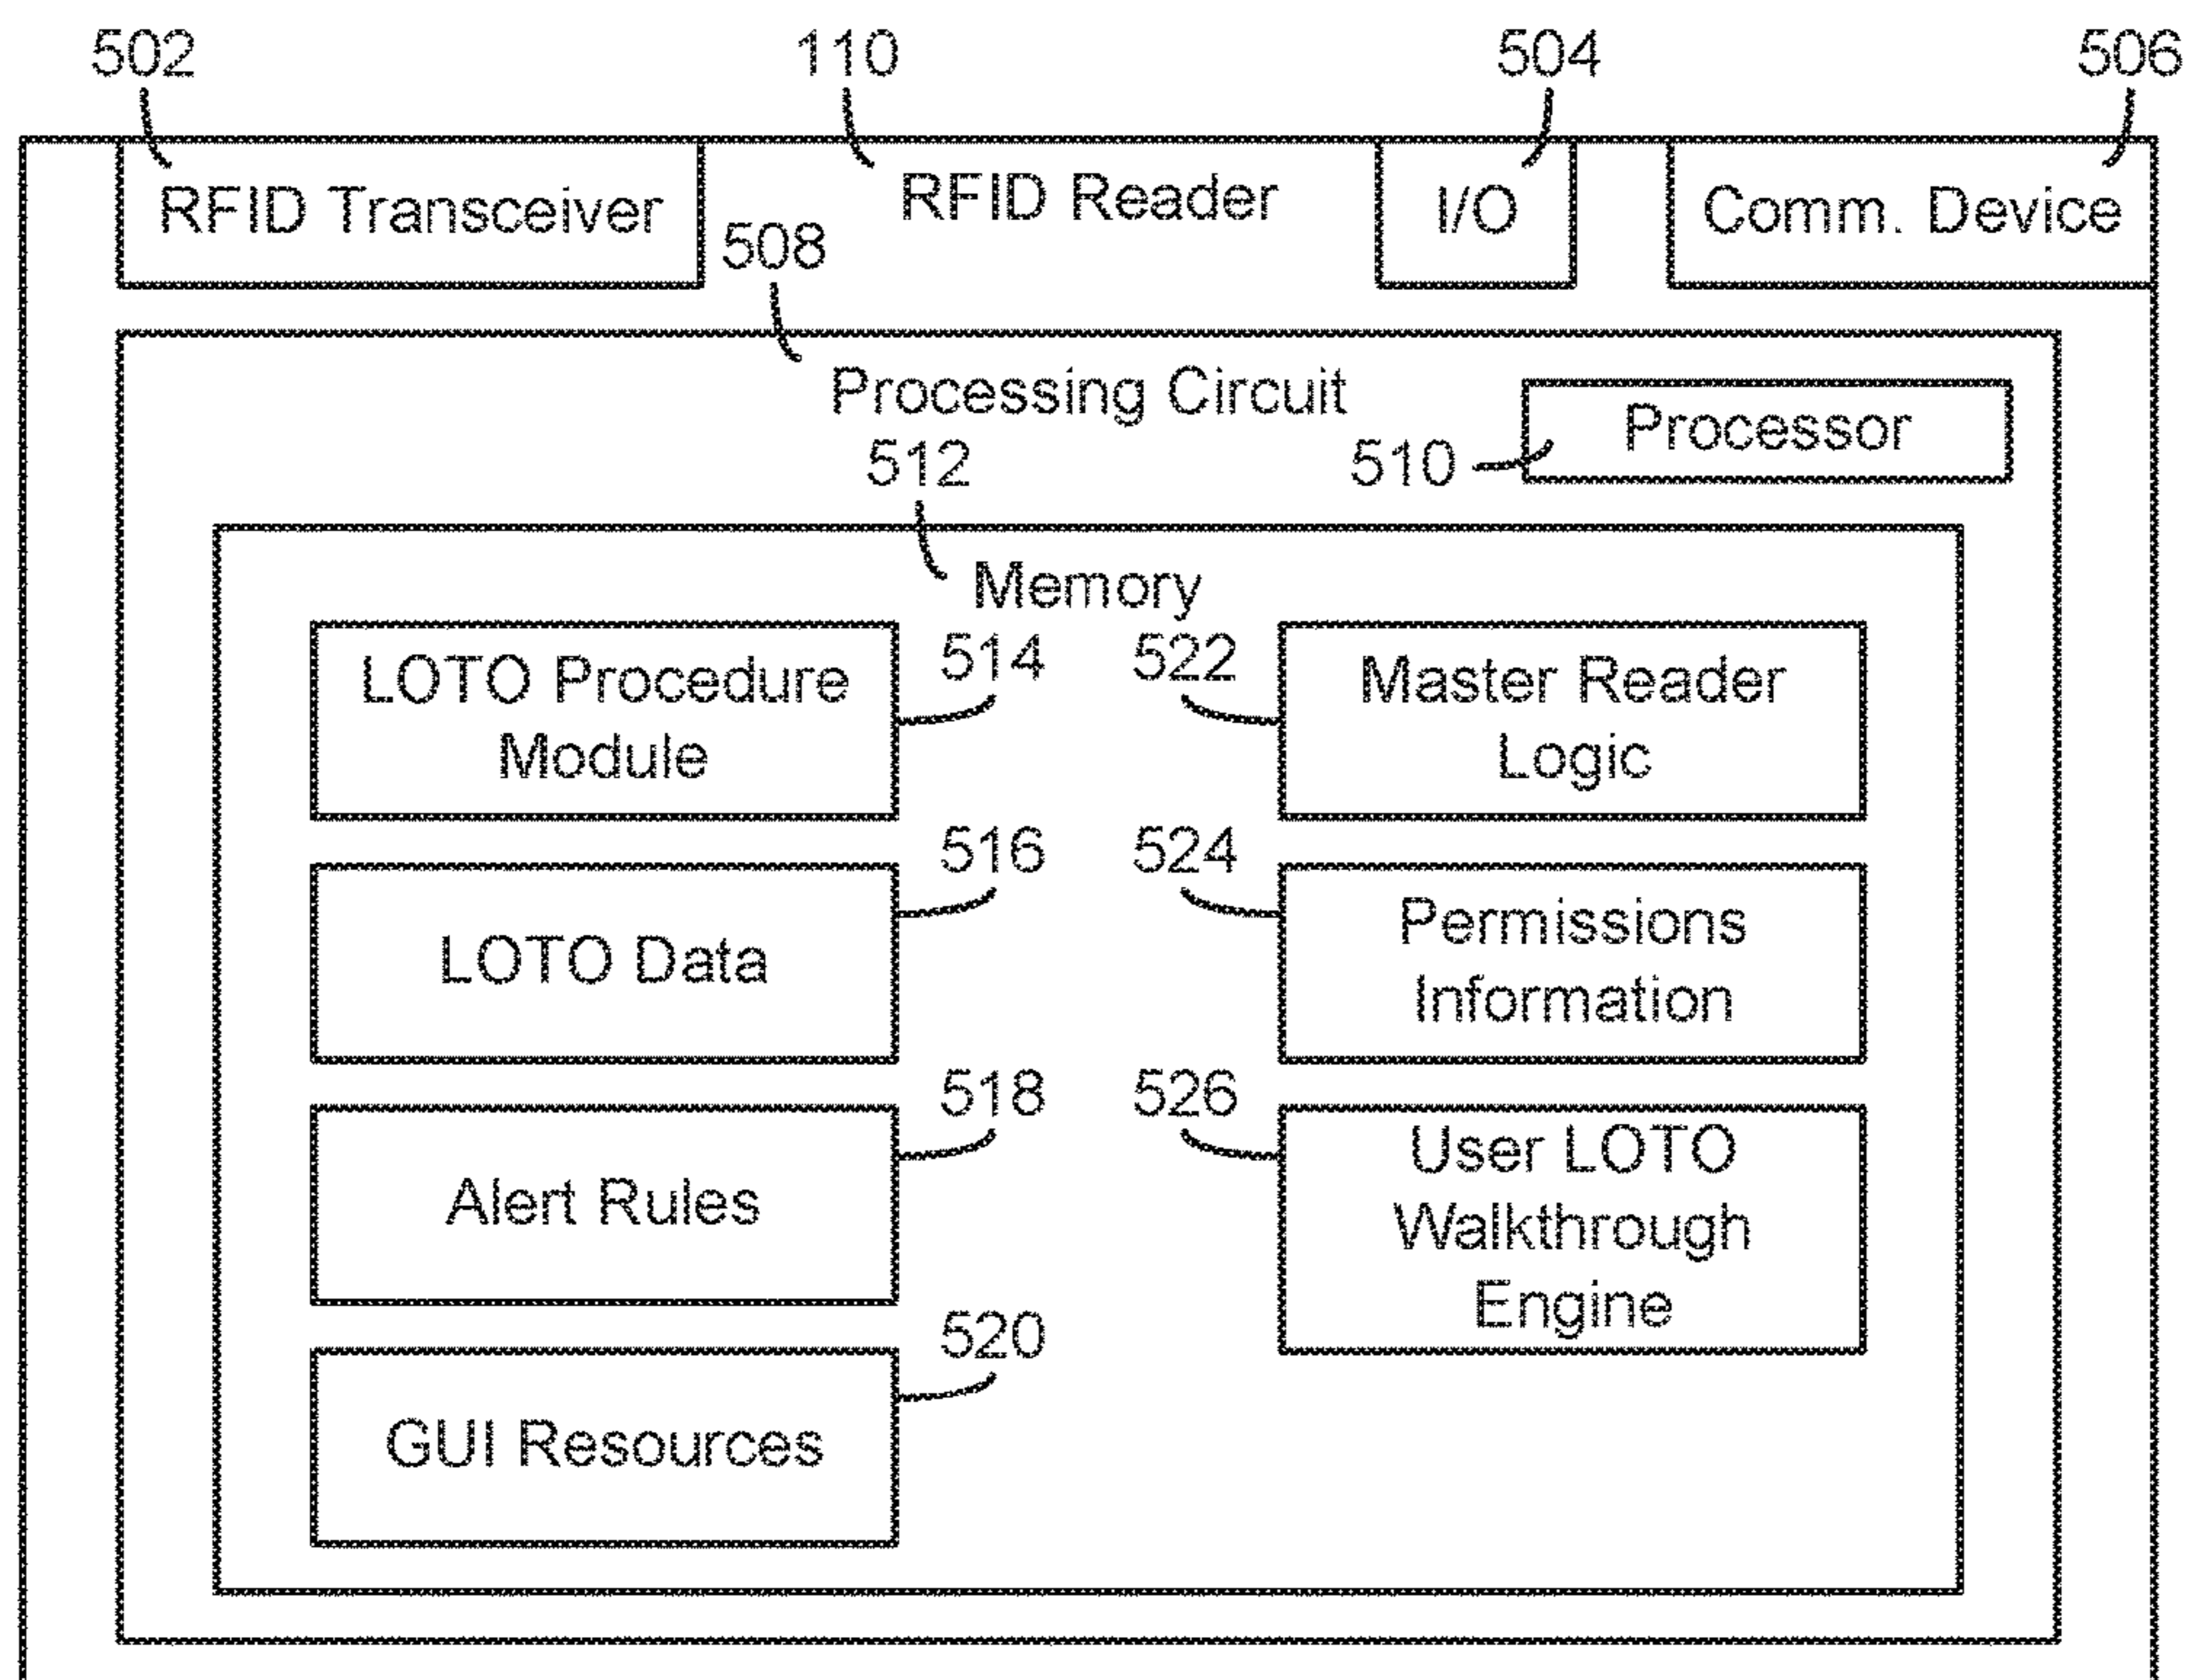 502 110 504 506
RFID Transceiver RFID Reader I/O Comm. Device
508
Processing Circuit
Processor
512 510
Memory
514 522
LOTO Procedure Master Reader
Module Logic
516 524
Permissions
LOTO Data
Information
518 526
User LOTO
Alert Rules Walkthrough
Engine
520
GUI Resources